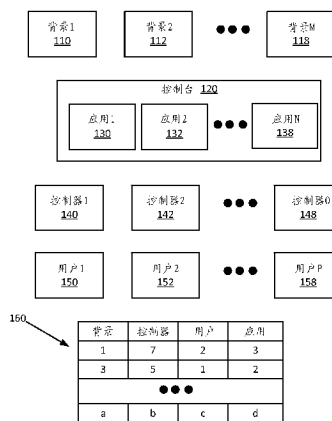 背景1 背景2 ●●● 背景M
110 112 118
控制台 120
应用1 应用2 ●●● 应用N
130 132 138
控制器1 控制器2 ●●● 控制器O
140 142 148
用户1 用户2 ●●● 用户P
150 152 158
160
背景 控制器 用户 应用
1 7 2 3
3 5 1 2
●●●
a b c d